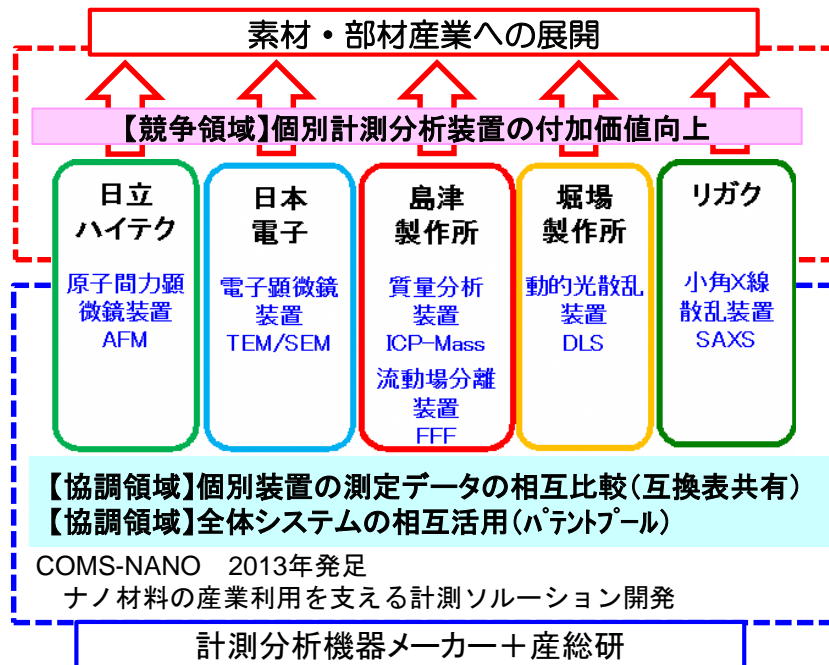 素材・部材産業への展開
【競争領域】個別計測分析装置の付加価値向上
日立
ハイテク
原子間力顕
微鏡装置
AFM
日本
電子
電子顕微鏡
装置
TEM/SEM
島津
製作所
質量分析
装置
ICP-Mass
流動場分離
装置
FFF
堀場
製作所
動的光散乱
装置
DLS
リガク
小角X線
散乱装置
SAXS
【協調領域】個別装置の測定データの相互比較(互換表共有)
【協調領域】全体システムの相互活用(ﾊﾟﾃﾝﾄﾌﾟｰﾙ)
COMS-NANO　2013年発足
ナノ材料の産業利用を支える計測ソルーション開発
計測分析機器メーカー＋産総研